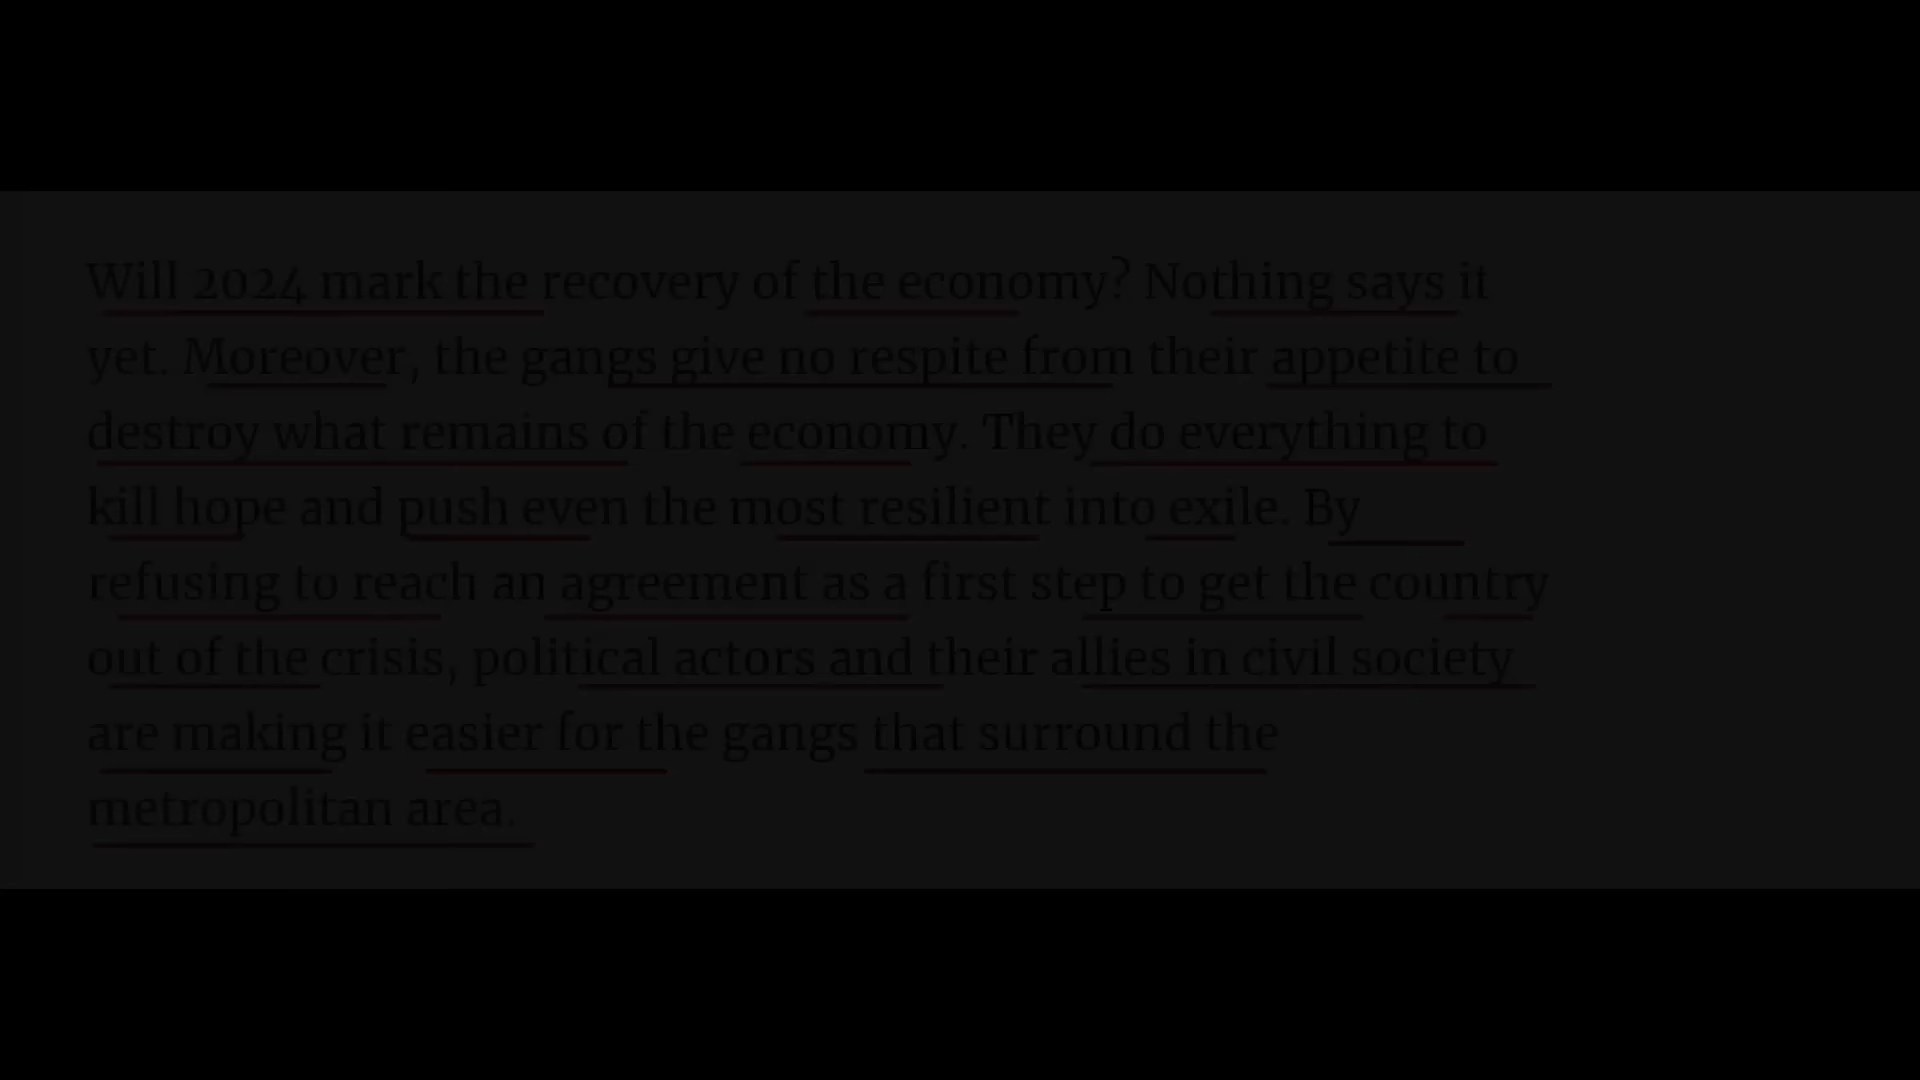 Will 2024 mark the recovery of the economy? Nothing says it
yet. Moreover, the gangs give no respite from their appetite to
destroy what remains of the economy. They do everything to
kill hope and push even the most resilient into exile. By
refusing to reach an agreement as a first step to get the country
out of the crisis, political actors and their allies in civil society
are making it easier for the gangs that surround the
metropolitan area.